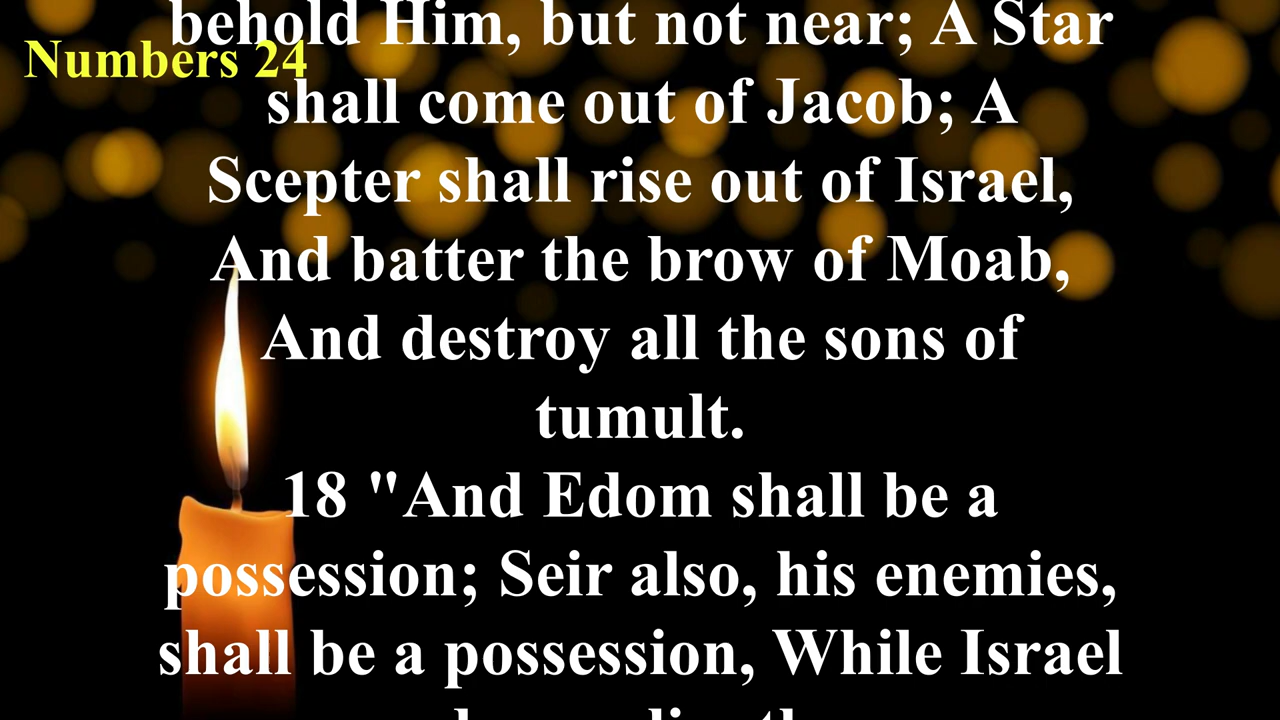 behold Him, but not near; A Star
Numbers 24
shall come out of Jacob; A
Scepter shall rise out of Israel,
And batter the brow of Moab,
And destroy all the sons of
tumult.
18 "And Edom shall be a
possession; Seir also, his enemies,
shall be a possession, While Israel